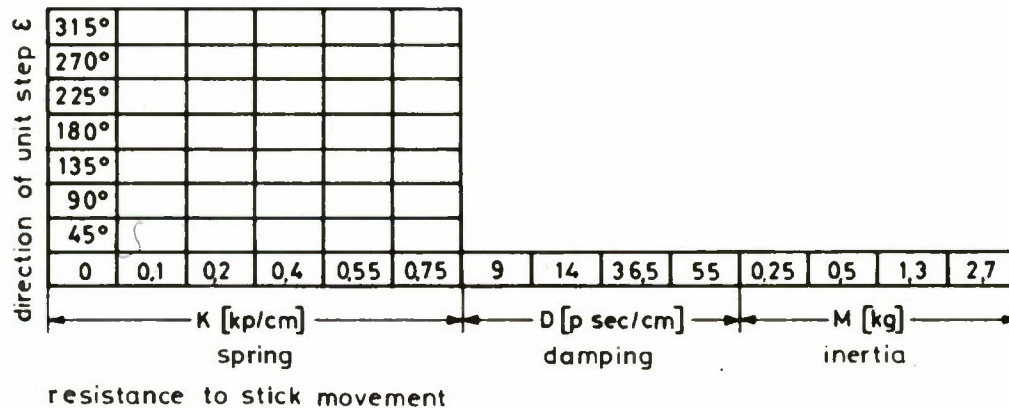 direction of unit step ε
315°
270°
225°
180°
135°
90°
45°
0 0,1 0,2 0,4 0,55 0,75 9 14 36,5 55 0,25 0,5 1,3 2,7
K [kp/cm] D [p sec/cm] M [kg]
spring damping inertia
resistance to stick movement